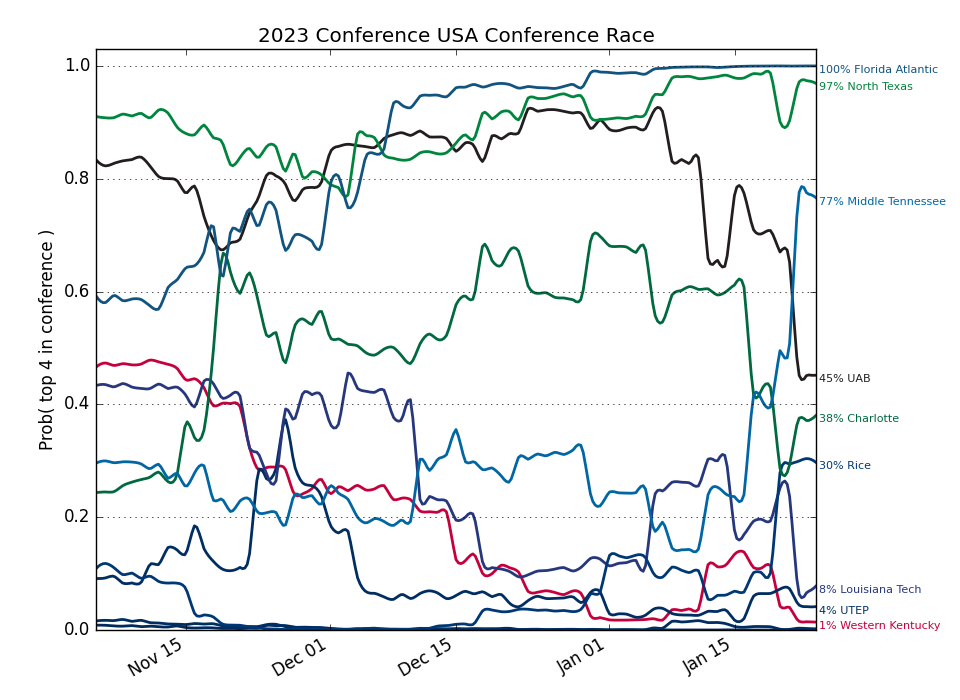 2023 Conference USA Conference Race
Prob( top 4 in conference )
1.0
0.8
0.6
0.4
0.2
0.0
Nov 15
Dec 01
Dec 15
Jan 01
Jan 15
100% Florida Atlantic
97% North Texas
77% Middle Tennessee
45% UAB
38% Charlotte
30% Rice
8% Louisiana Tech
4% UTEP
1% Western Kentucky